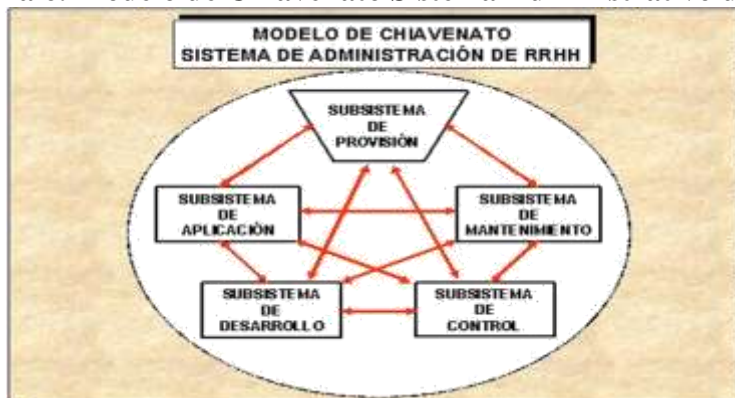 MODELO DE CHIAVENATO
SISTEMA DE ADMINISTRACIÓN DE RRHH
SUBSISTEMA
DE
PROVISIÓN
SUBSISTEMA
DE
APLICACIÓN
SUBSISTEMA
DE
MANTENIMIENTO
SUBSISTEMA
DE
DESARROLLO
SUBSISTEMA
DE
CONTROL